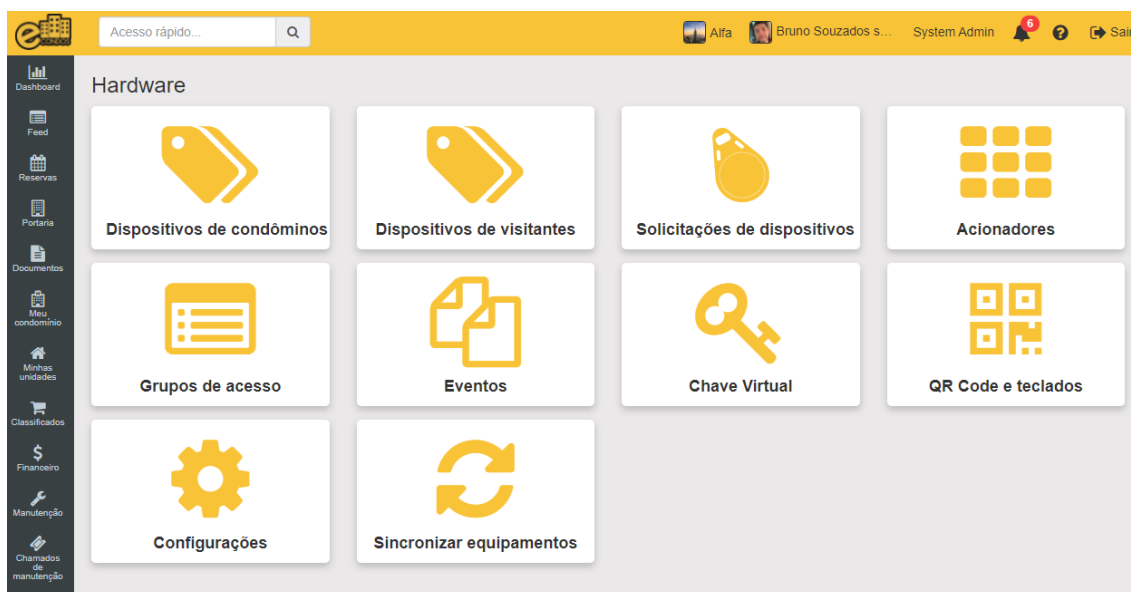 e CONDOS
Acesso rápido...
Alfa
Bruno Souzados s...
System Admin
6
Sair
Dashboard
Feed
Reservas
Portaria
Documentos
Meu
condomínio
Minhas
unidades
Classificados
Financeiro
Manutenção
Chamados
de
manutenção
Hardware
Dispositivos de condôminos
Dispositivos de visitantes
Solicitações de dispositivos
Acionadores
Grupos de acesso
Eventos
Chave Virtual
QR Code e teclados
Configurações
Sincronizar equipamentos